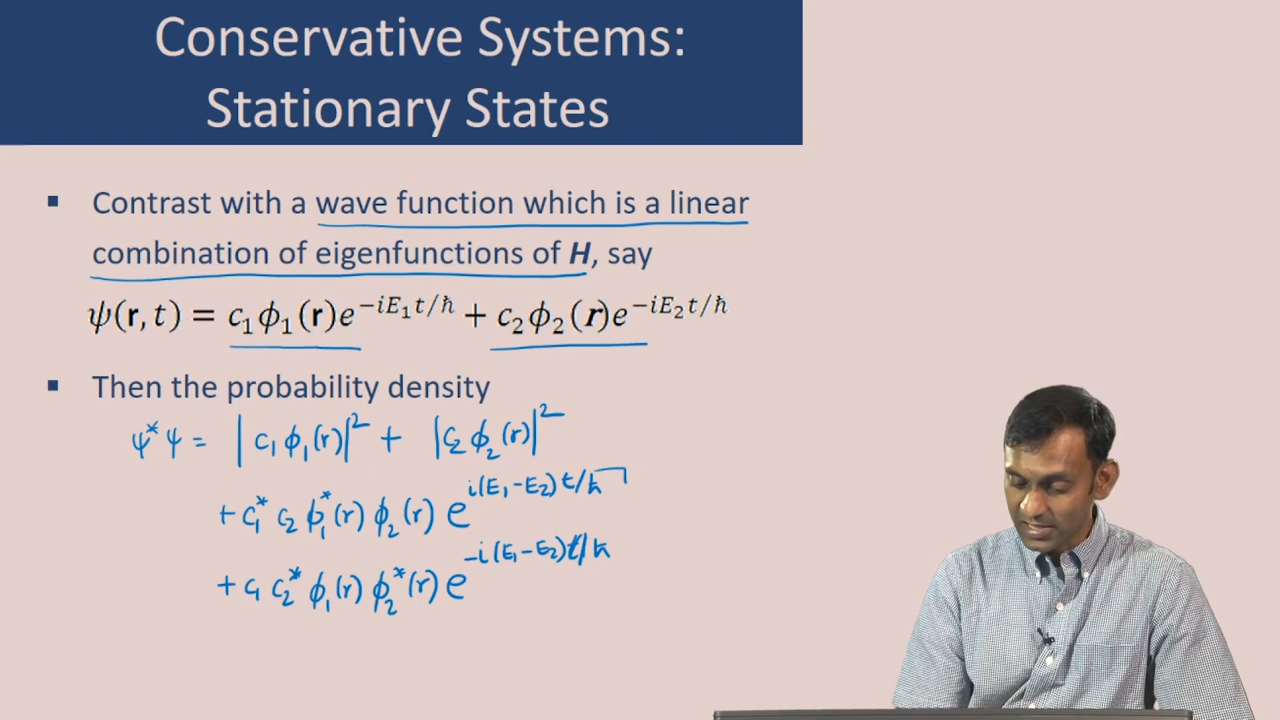 Conservative Systems:
Stationary States
▪ Contrast with a wave function which is a linear
combination of eigenfunctions of H, say
ψ(r, t) = c₁ϕ₁(r)e^{−iE₁t/ħ} + c₂ϕ₂(r)e^{−iE₂t/ħ}
▪ Then the probability density
ψ*ψ = |c₁ϕ₁(r)|² + |c₂ϕ₂(r)|²
+ c₁* c₂ ϕ₁*(r) ϕ₂(r) e^{i(E₁−E₂)t/ħ}
+ c₁ c₂* ϕ₁(r) ϕ₂*(r) e^{−i(E₁−E₂)t/ħ}